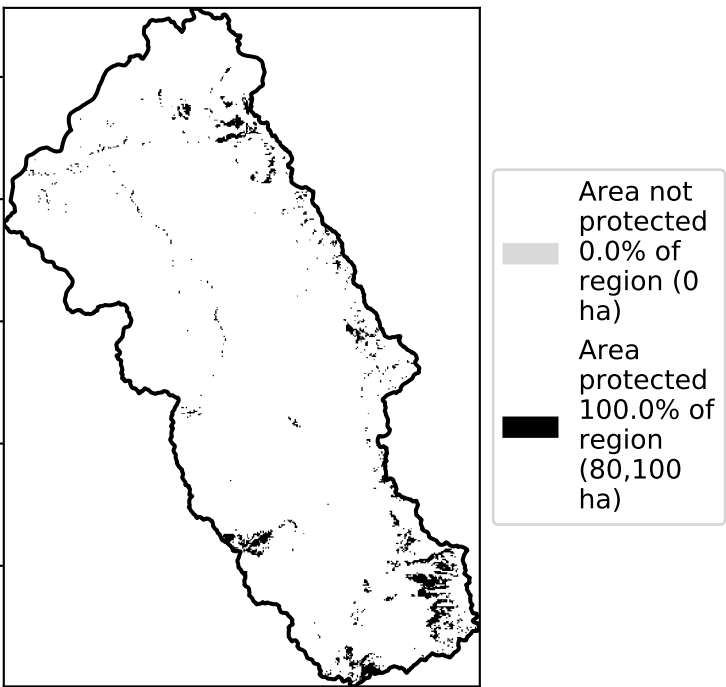 Area not
protected
0.0% of
region (0
ha)
Area
protected
100.0% of
region
(80,100
ha)